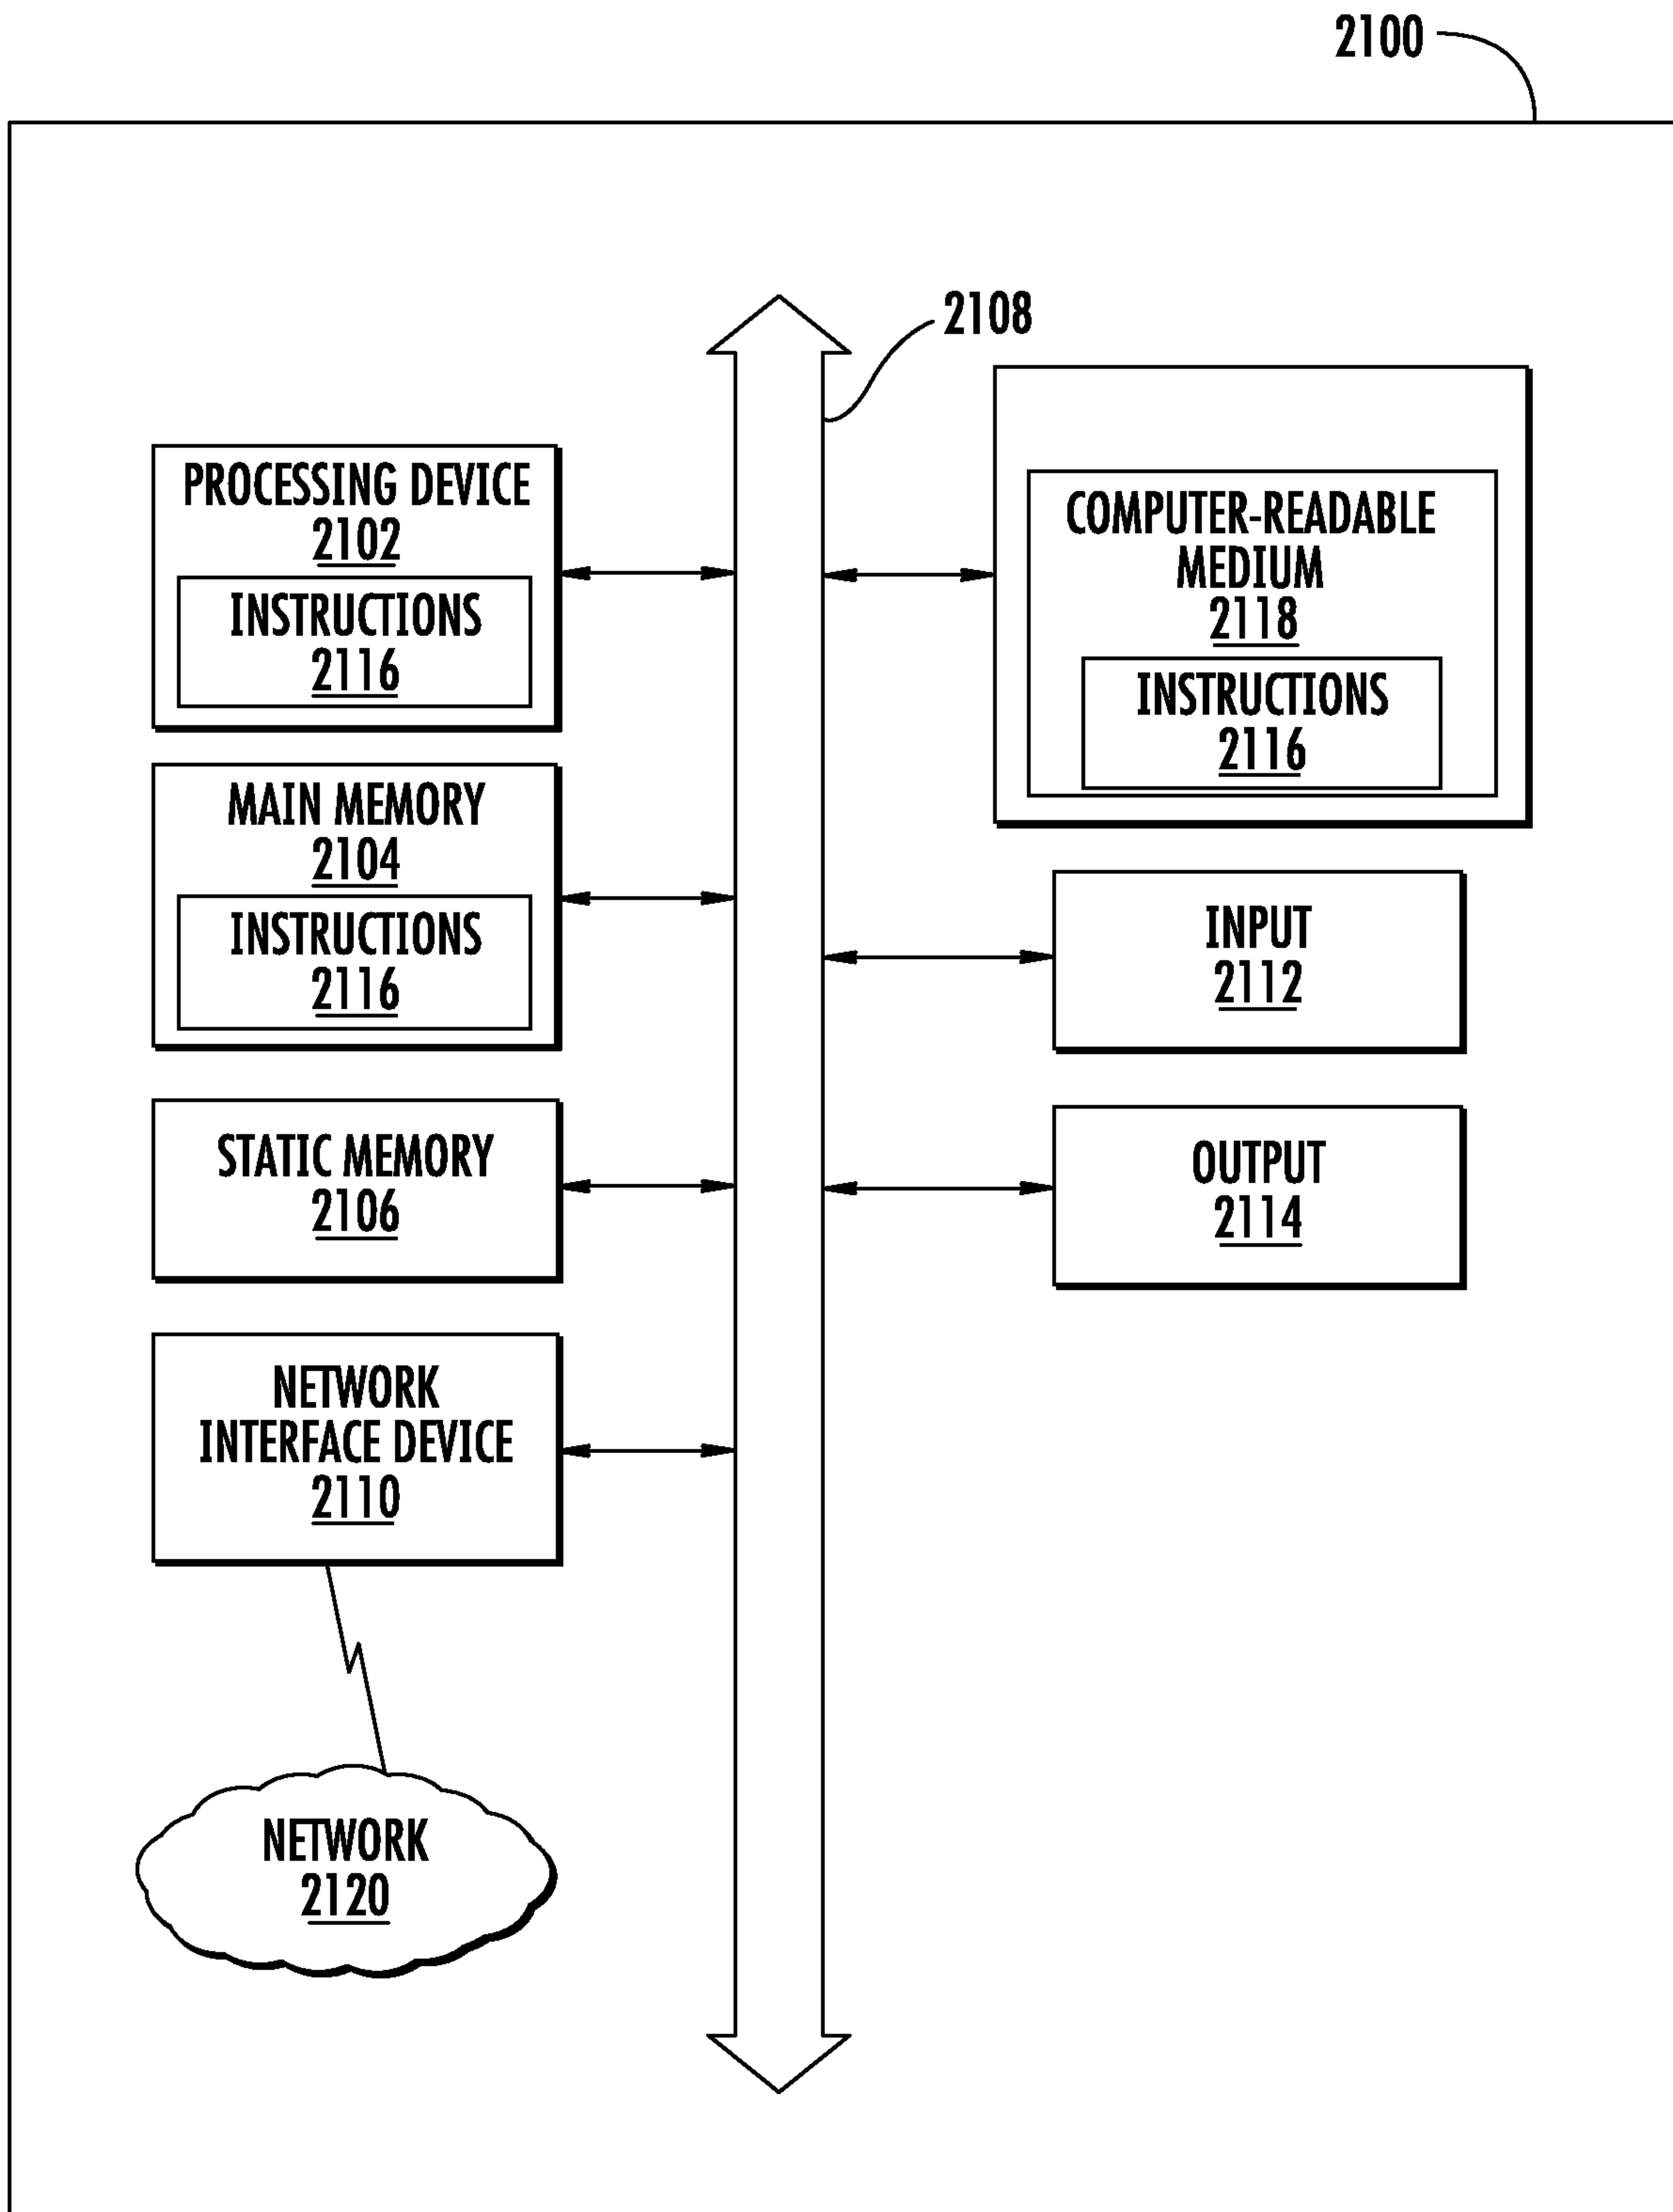 2100
2108
PROCESSING DEVICE
2102
INSTRUCTIONS
2116
MAIN MEMORY
2104
INSTRUCTIONS
2116
STATIC MEMORY
2106
NETWORK
INTERFACE DEVICE
2110
NETWORK
2120
COMPUTER-READABLE
MEDIUM
2118
INSTRUCTIONS
2116
INPUT
2112
OUTPUT
2114